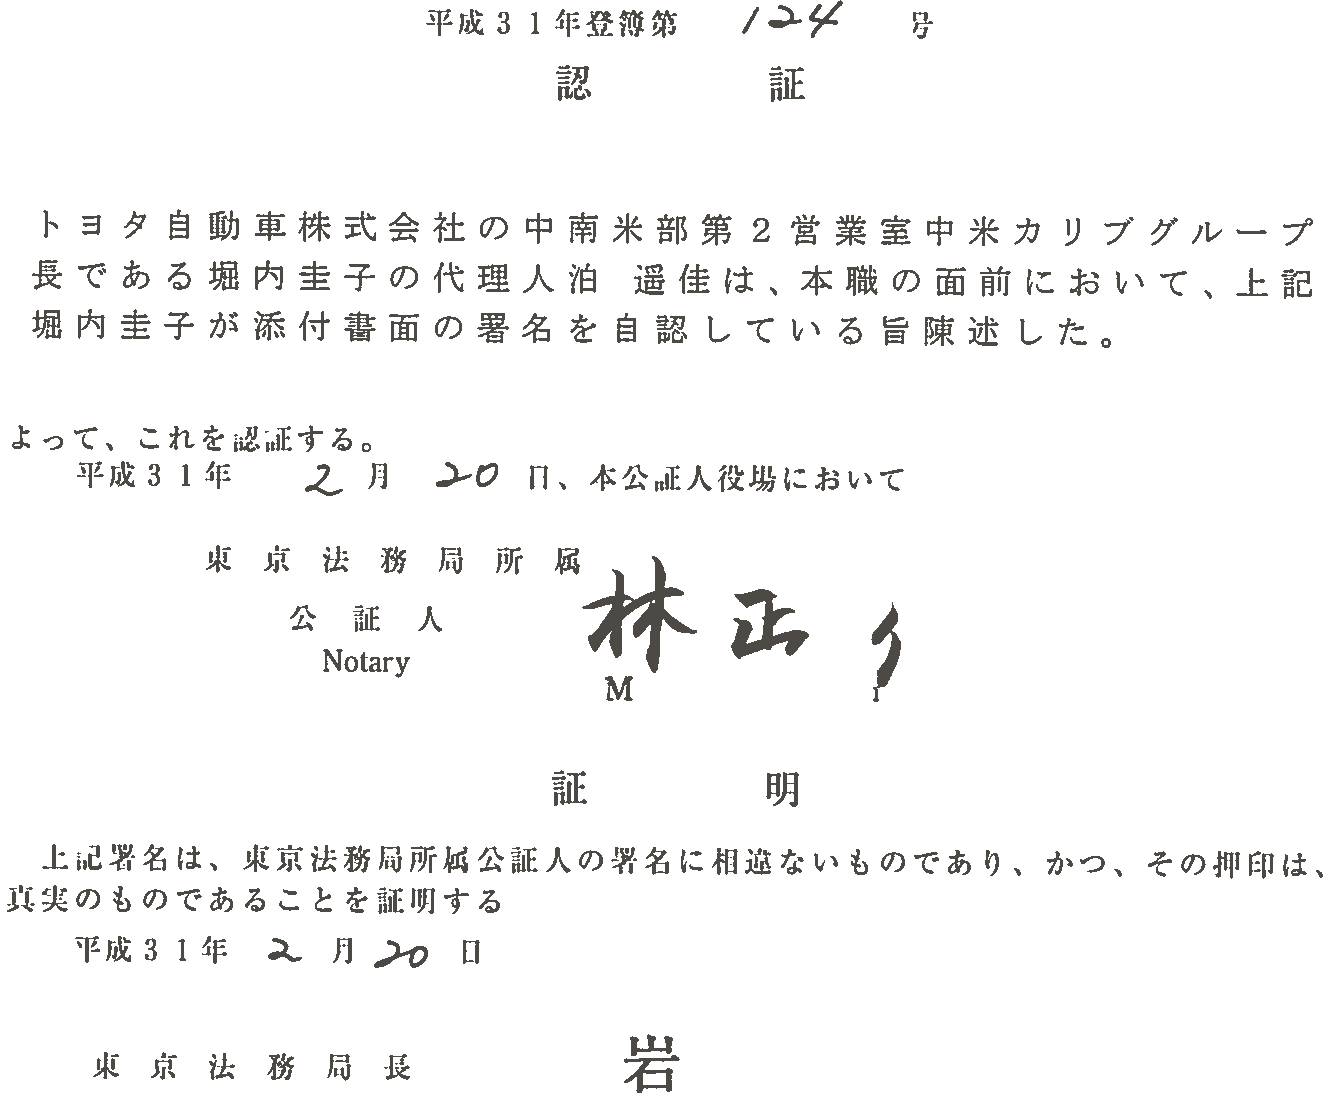 平成31年登簿第 124 号
認 証
トヨタ自動車株式会社の中南米部第2営業室中米カリブグループ
長である堀内圭子の代理人泊 遥佳は、本職の面前において、上記
堀内圭子が添付書面の署名を自認している旨陳述した。
よって、これを認証する。
平成31年 2 月 20 日、本公証人役場において
東京法務局所属
公証人 林正
Notary
M I
証 明
上記署名は、東京法務局所属公証人の署名に相違ないものであり、かつ、その押印は、
真実のものであることを証明する
平成31年 2 月 20 日
東京法務局長 岩